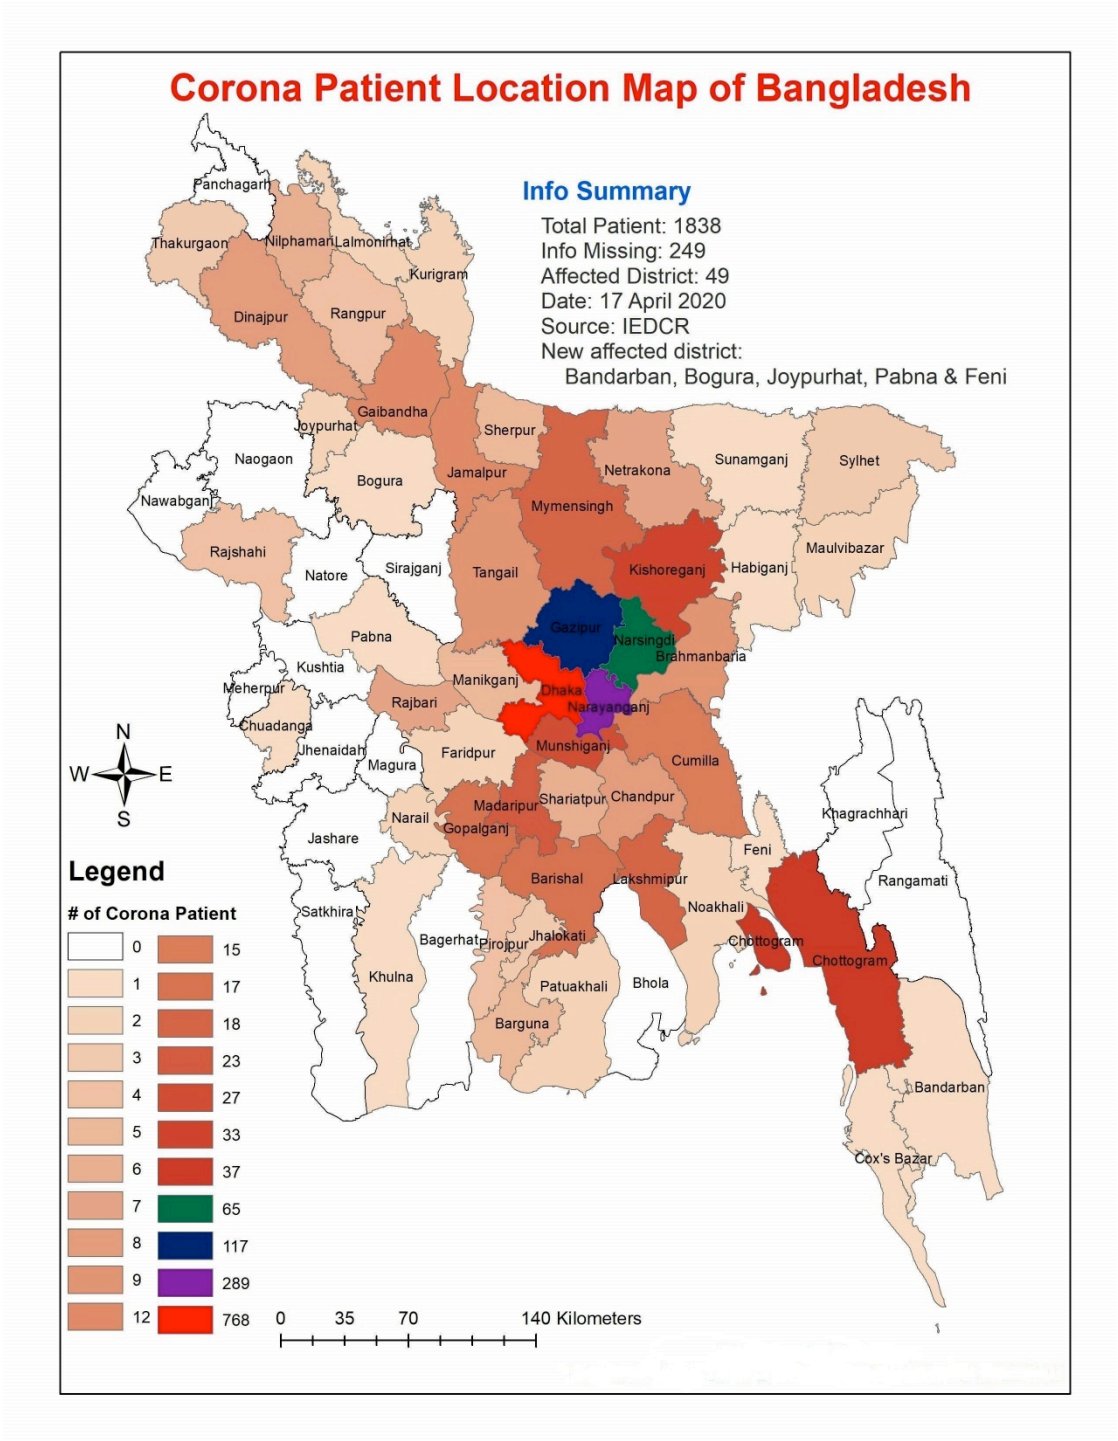 Corona Patient Location Map of Bangladesh
Info Summary
Total Patient: 1838
Info Missing: 249
Affected District: 49
Date: 17 April 2020
Source: IEDCR
New affected district:
Bandarban, Bogura, Joypurhat, Pabna & Feni
Panchagarh
Thakurgaon
Nilphamari
Lalmonirhat
Kurigram
Dinajpur
Rangpur
Gaibandha
Joypurhat
Sherpur
Naogaon
Bogura
Jamalpur
Netrakona
Sunamganj
Sylhet
Nawabganj
Mymensingh
Rajshahi
Natore
Sirajganj
Tangail
Kishoreganj
Habiganj
Maulvibazar
Pabna
Gazipur
Narsingdi
Brahmanbaria
Kushtia
Manikganj
Dhaka
Narayanganj
Meherpur
Rajbari
Chuadanga
Jhenaidah
Magura
Faridpur
Munshiganj
Cumilla
Shariatpur
Chandpur
Madaripur
Narail
Gopalganj
Jashare
Khagrachhari
Feni
Barishal
Lakshmipur
Rangamati
Satkhira
Noakhali
Bagerhat
Pirojpur
Jhalokati
Chottogram
Chottogram
Khulna
Patuakhali
Bhola
Barguna
Bandarban
Cox's Bazar
N
W E
S
Legend
# of Corona Patient
0 15
1 17
2 18
3 23
4 27
5 33
6 37
7 65
8 117
9 289
12 768
0 35 70 140 Kilometers